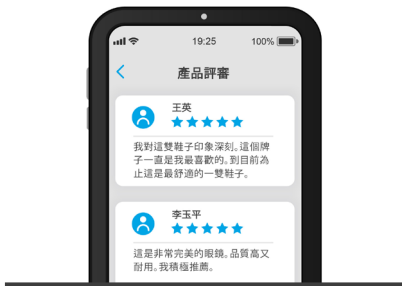 19:25 100%
產品評審
王英
我對這雙鞋子印象深刻。這個牌
子一直是我最喜歡的。到目前為
止這是最舒適的一雙鞋子。
李玉平
這是非常完美的眼鏡。品質高又
耐用。我積極推薦。